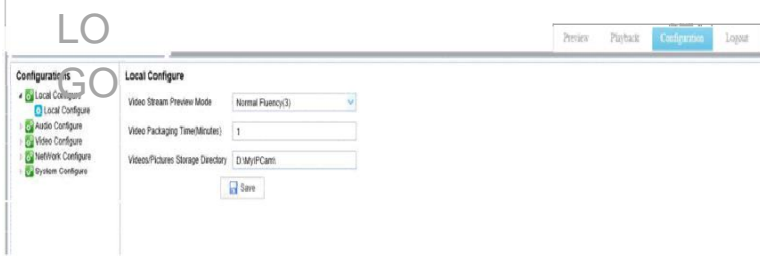 LO
GO
Preview Playback Configuration Logout
Configurations
Local Configure
Local Configure
Audio Configure
Video Configure
NetWork Configure
System Configure
Local Configure
Video Stream Preview Mode Normal Fluency(3)
Video Packaging Time(Minutes) 1
Videos/Pictures Storage Directory D:\MyIPCam\
Save